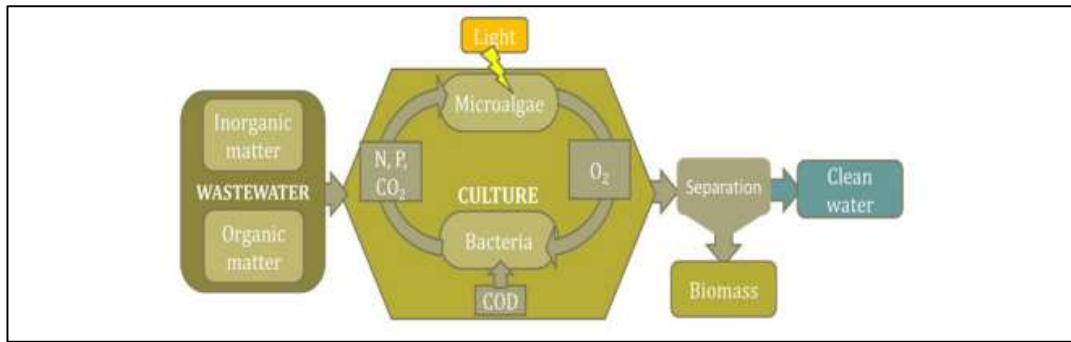 Light
Microalgae
Inorganic
matter
WASTEWATER
Organic
matter
N, P,
CO₂
CULTURE
O₂
Bacteria
COD
Separation
Clean
water
Biomass